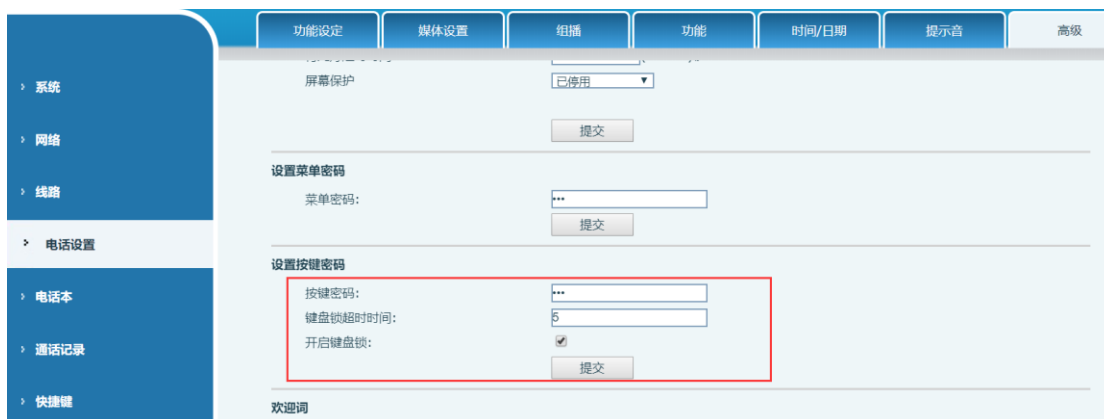 功能设定 媒体设置 组播 功能 时间/日期 提示音 高级
› 系统
屏幕保护 已停用 ▼
› 网络
提交
设置菜单密码
› 线路
菜单密码: •••
提交
› 电话设置
设置按键密码
› 电话本
按键密码: •••
键盘锁超时时间: 5
› 通话记录
开启键盘锁:
提交
› 快捷键
欢迎词